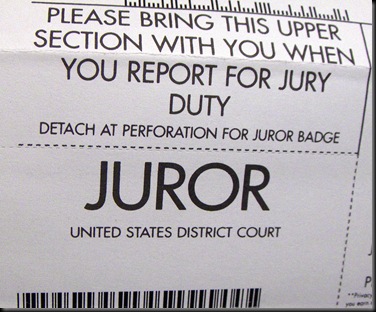 PLEASE BRING THIS UPPER
SECTION WITH YOU WHEN
YOU REPORT FOR JURY
DUTY
DETACH AT PERFORATION FOR JUROR BADGE
JUROR
UNITED STATES DISTRICT COURT